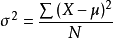 σ² = ∑(X − μ)² / N